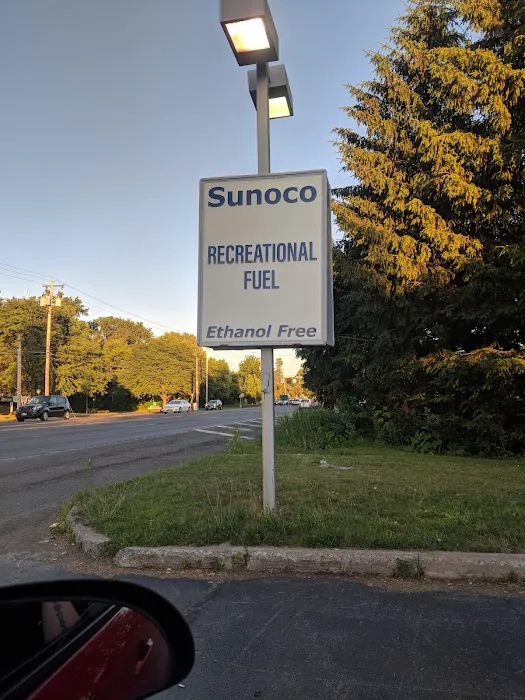 Sunoco
RECREATIONAL
FUEL
Ethanol Free